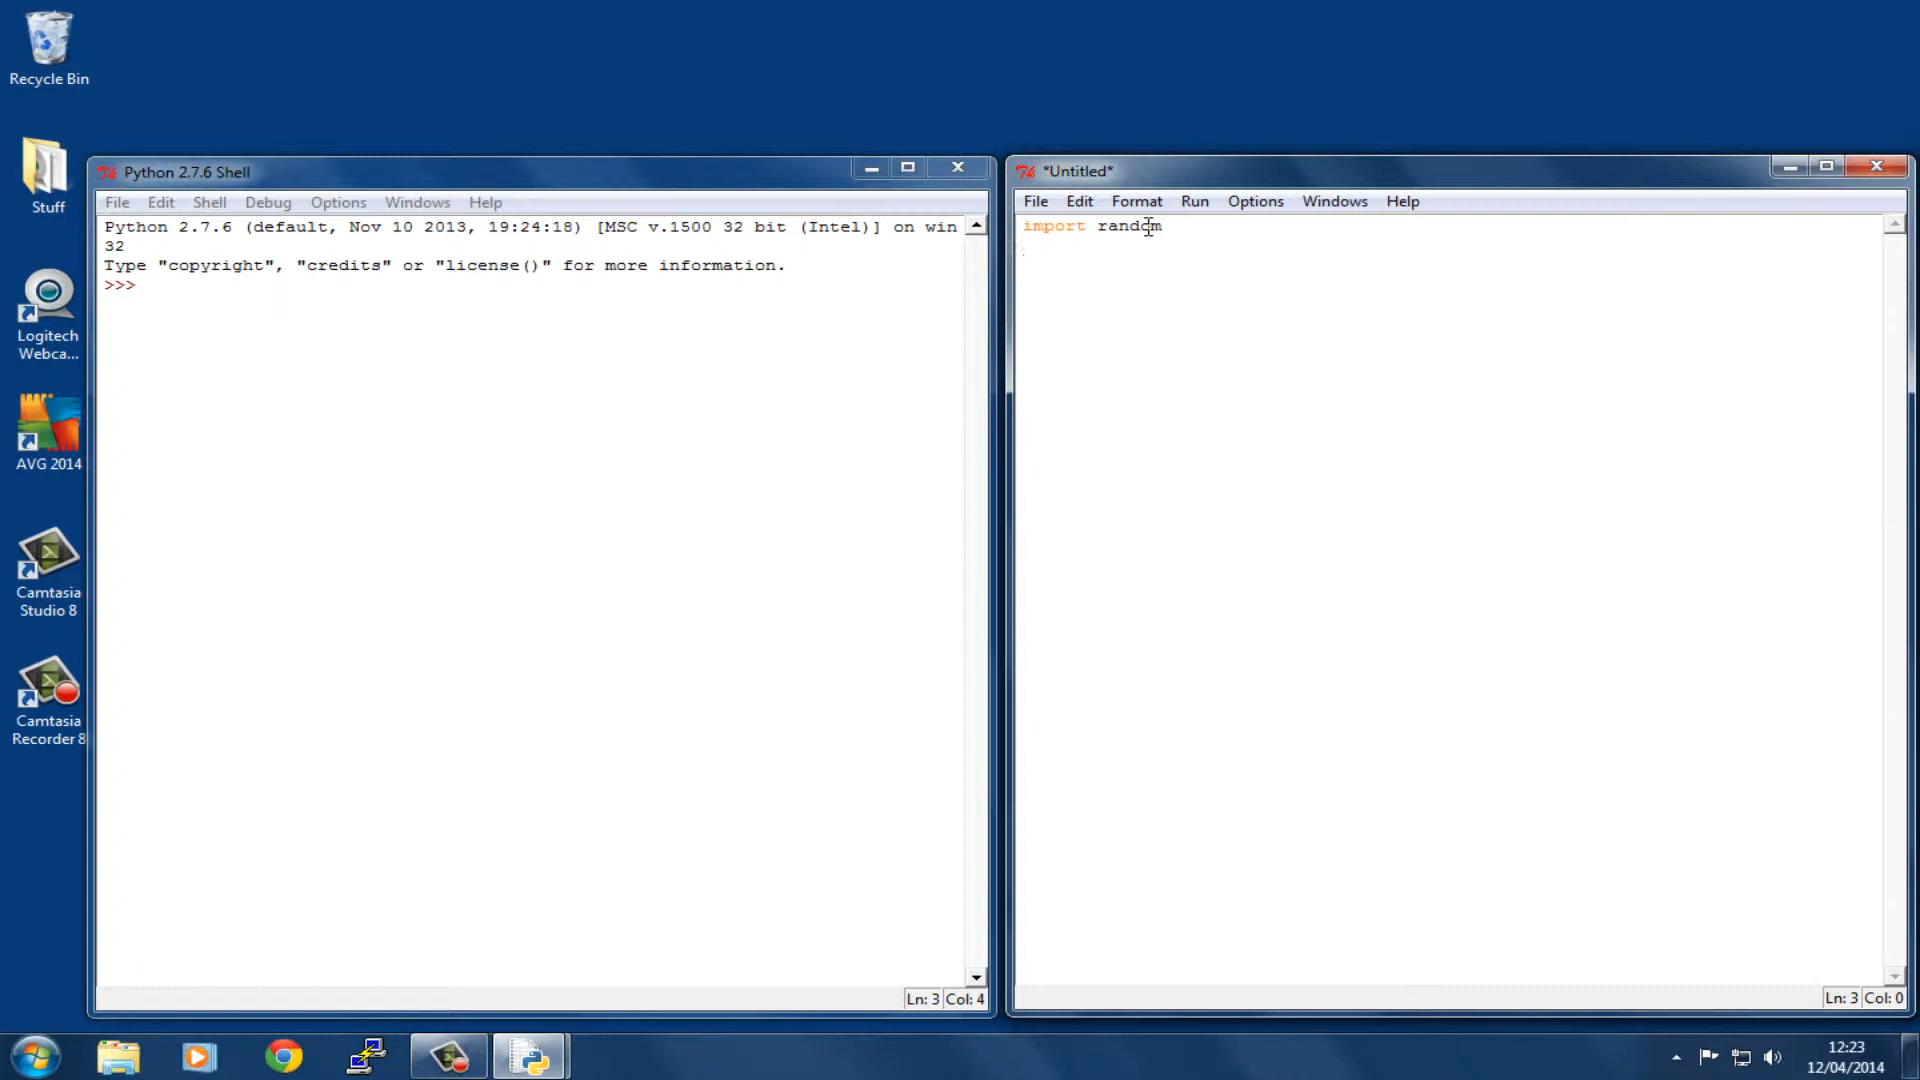 Recycle Bin
Stuff
Logitech
Webca...
AVG 2014
Camtasia
Studio 8
Camtasia
Recorder 8
Python 2.7.6 Shell
File Edit Shell Debug Options Windows Help
Python 2.7.6 (default, Nov 10 2013, 19:24:18) [MSC v.1500 32 bit (Intel)] on win
32
Type "copyright", "credits" or "license()" for more information.
>>>
Ln: 3 Col: 4
*Untitled*
File Edit Format Run Options Windows Help
import random
Ln: 3 Col: 0
12:23
12/04/2014